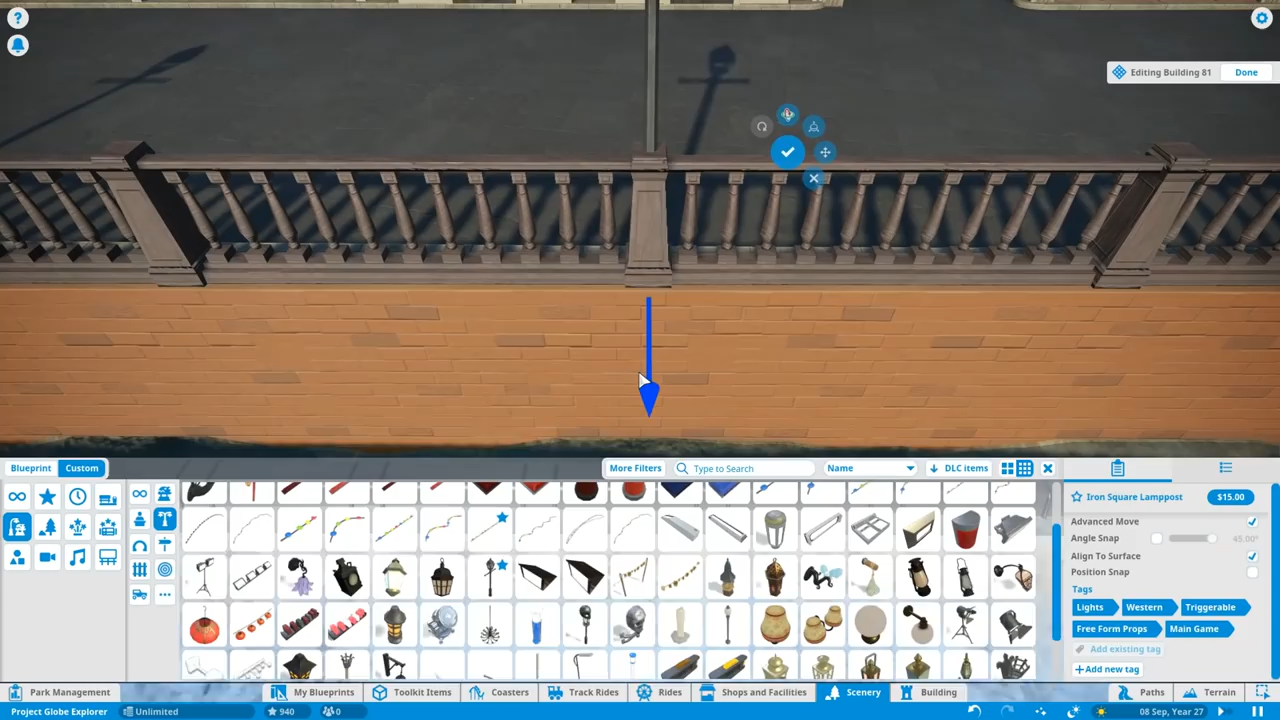 ?
Editing Building 81 Done
Blueprint Custom More Filters Type to Search Name DLC items
Iron Square Lamppost $15.00
Advanced Move
Angle Snap 45.00°
Align To Surface
Position Snap
Tags
Lights Western Triggerable
Free Form Props Main Game
Add existing tag
+Add new tag
Park Management My Blueprints Toolkit Items Coasters Track Rides Rides Shops and Facilities Scenery Building Paths Terrain
Project Globe Explorer Unlimited 940 0 08 Sep, Year 27